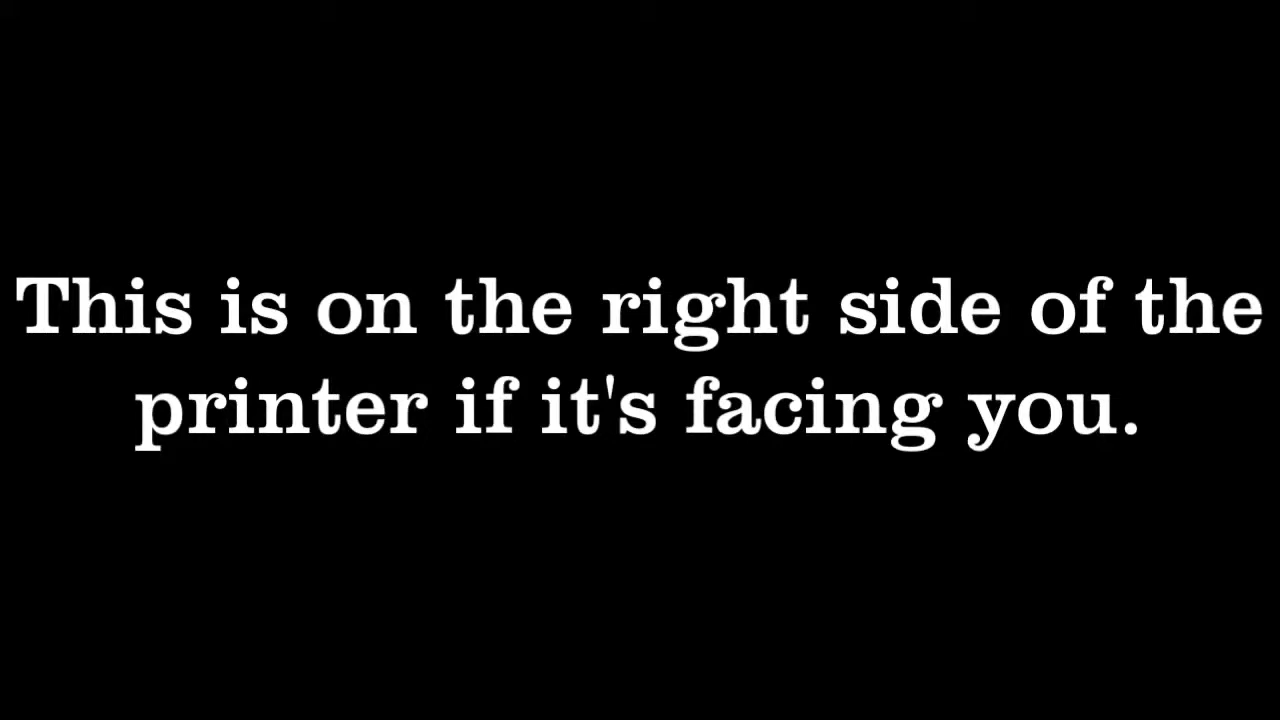 This is on the right side of the
printer if it's facing you.